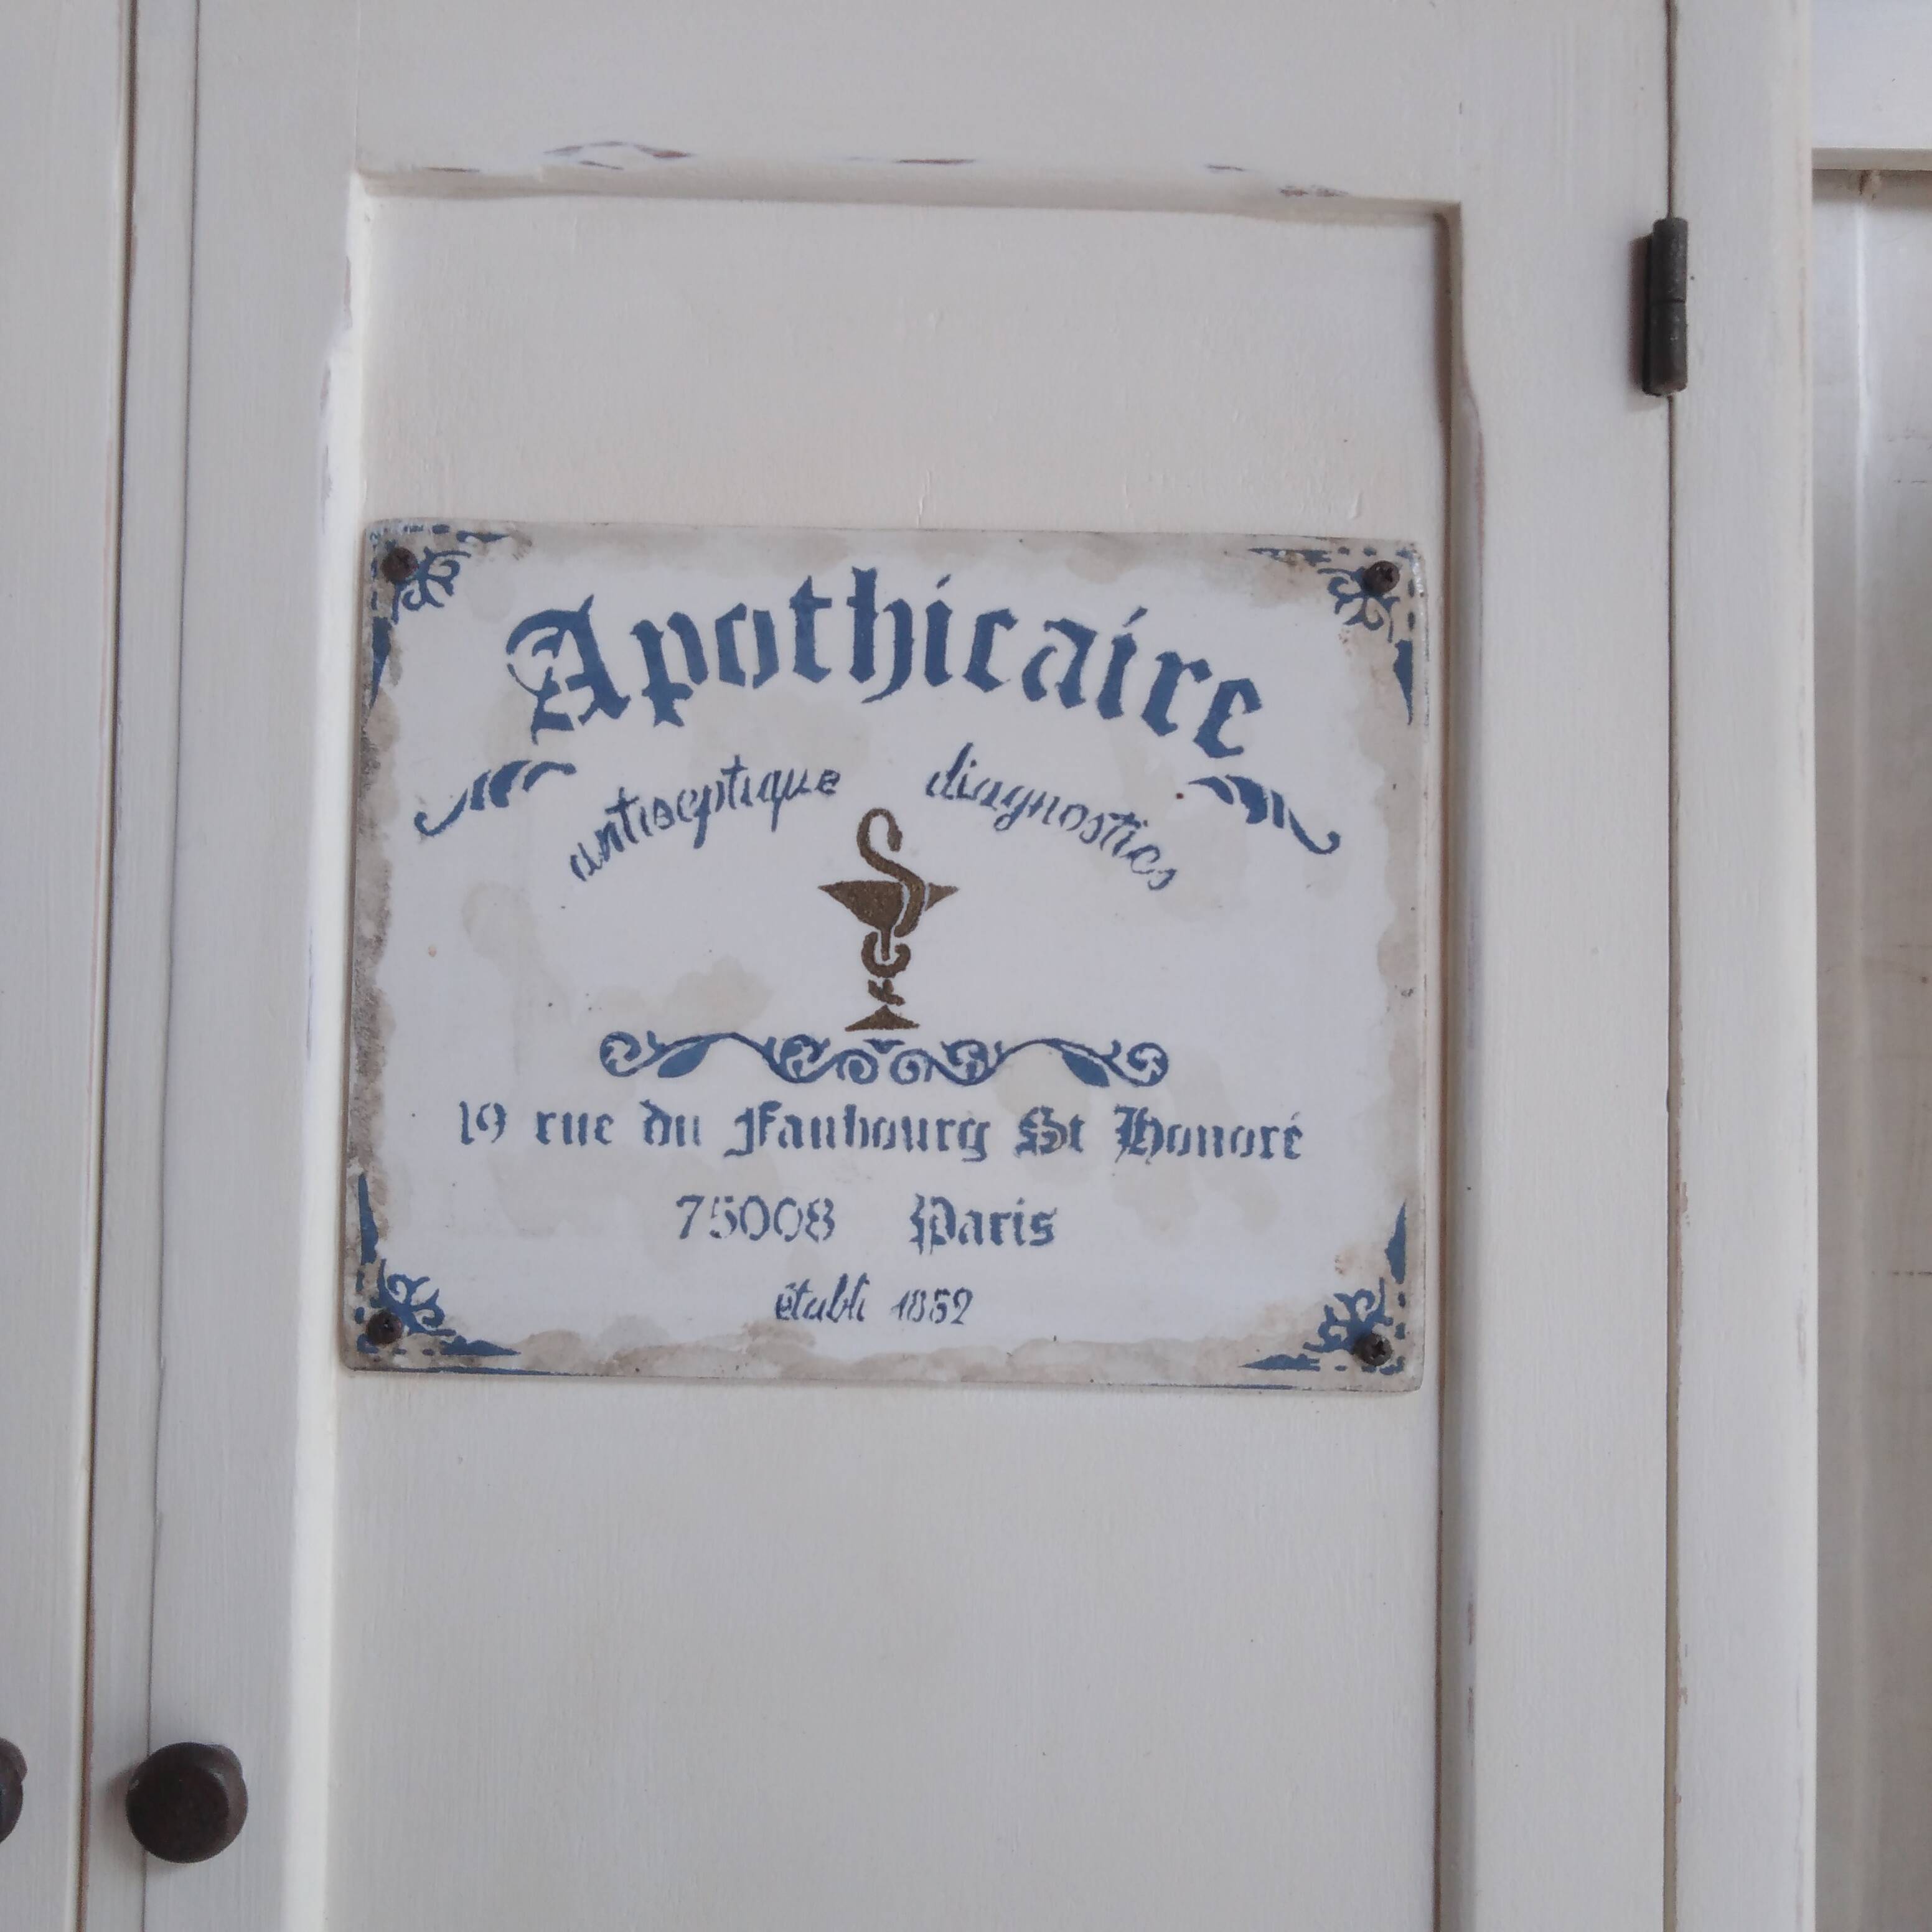 Apothicaire
antiseptique diagnostics
19 rue du Faubourg St Honoré
75008 Paris
établi 1852